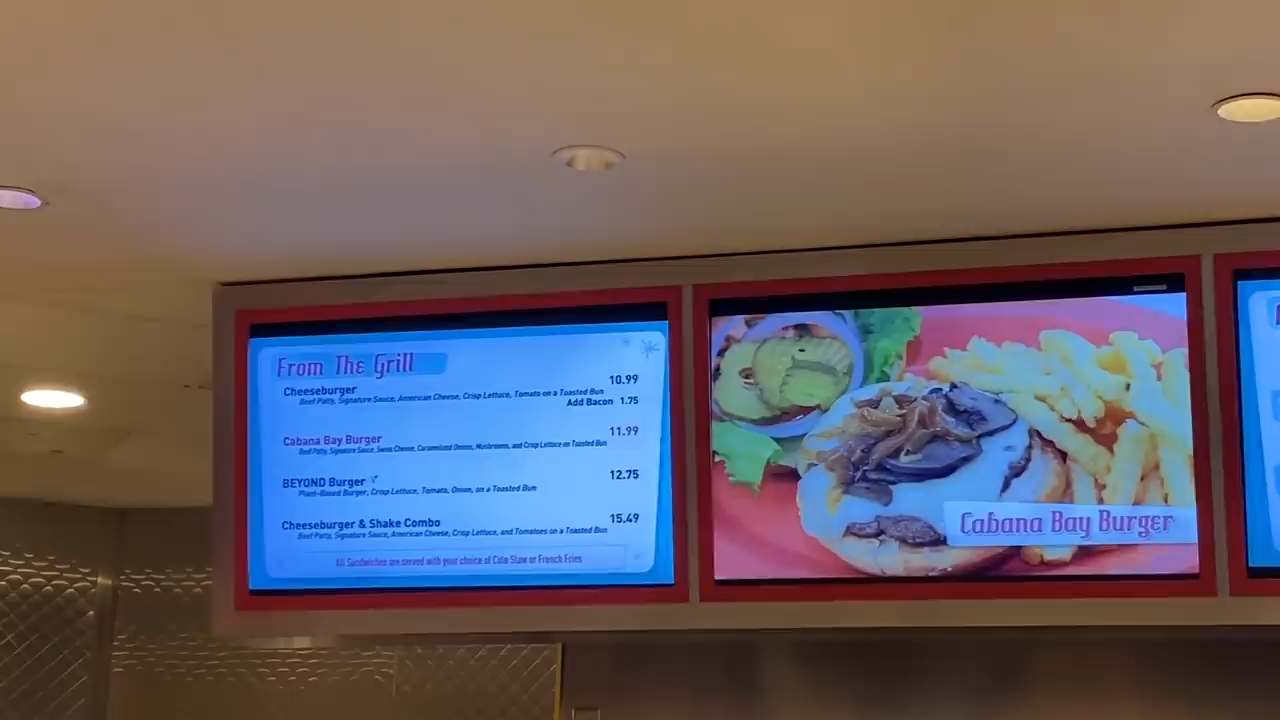 From The Grill
Cheeseburger 10.99
Beef Patty, Signature Sauce, American Cheese, Crisp Lettuce, Tomato on a Toasted Bun
Add Bacon 1.75
Cabana Bay Burger 11.99
Beef Patty, Signature Sauce, Swiss Cheese, Caramelized Onions, Mushrooms, and Crisp Lettuce on Toasted Bun
BEYOND Burger 12.75
Plant-Based Burger, Crisp Lettuce, Tomato, Onion, on a Toasted Bun
Cheeseburger & Shake Combo 15.49
Beef Patty, Signature Sauce, American Cheese, Crisp Lettuce, and Tomatoes on a Toasted Bun
All Sandwiches are served with your choice of Cole Slaw or French Fries
Cabana Bay Burger